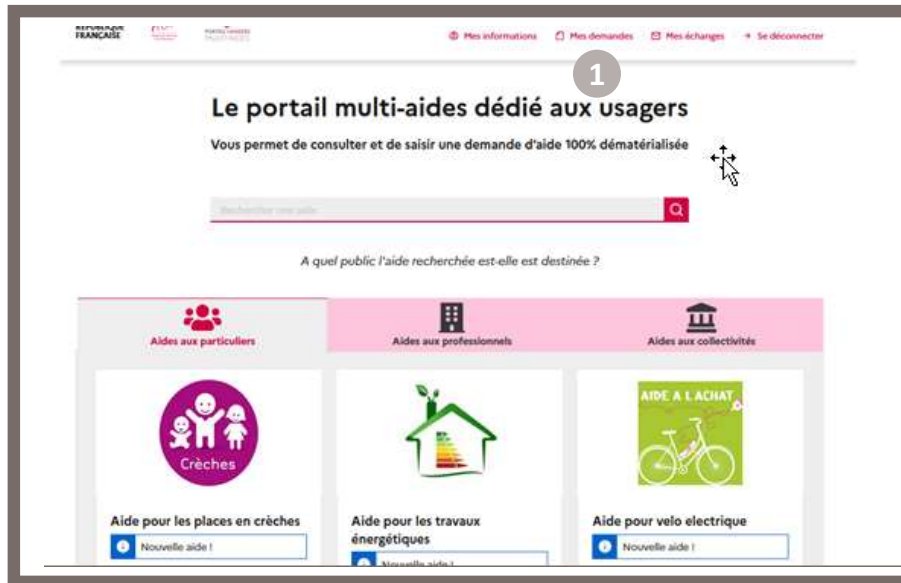 RÉPUBLIQUE
FRANÇAISE
Mes informations
Mes demandes
Mes échanges
Se déconnecter
1
Le portail multi-aides dédié aux usagers
Vous permet de consulter et de saisir une demande d'aide 100% dématérialisée
Rechercher une aide
A quel public l'aide recherchée est-elle est destinée ?
Aides aux particuliers
Aides aux professionnels
Aides aux collectivités
Crèches
AIDE A L ACHAT
Aide pour les places en crèches
Nouvelle aide !
Aide pour les travaux
énergétiques
Nouvelle aide !
Aide pour velo electrique
Nouvelle aide !